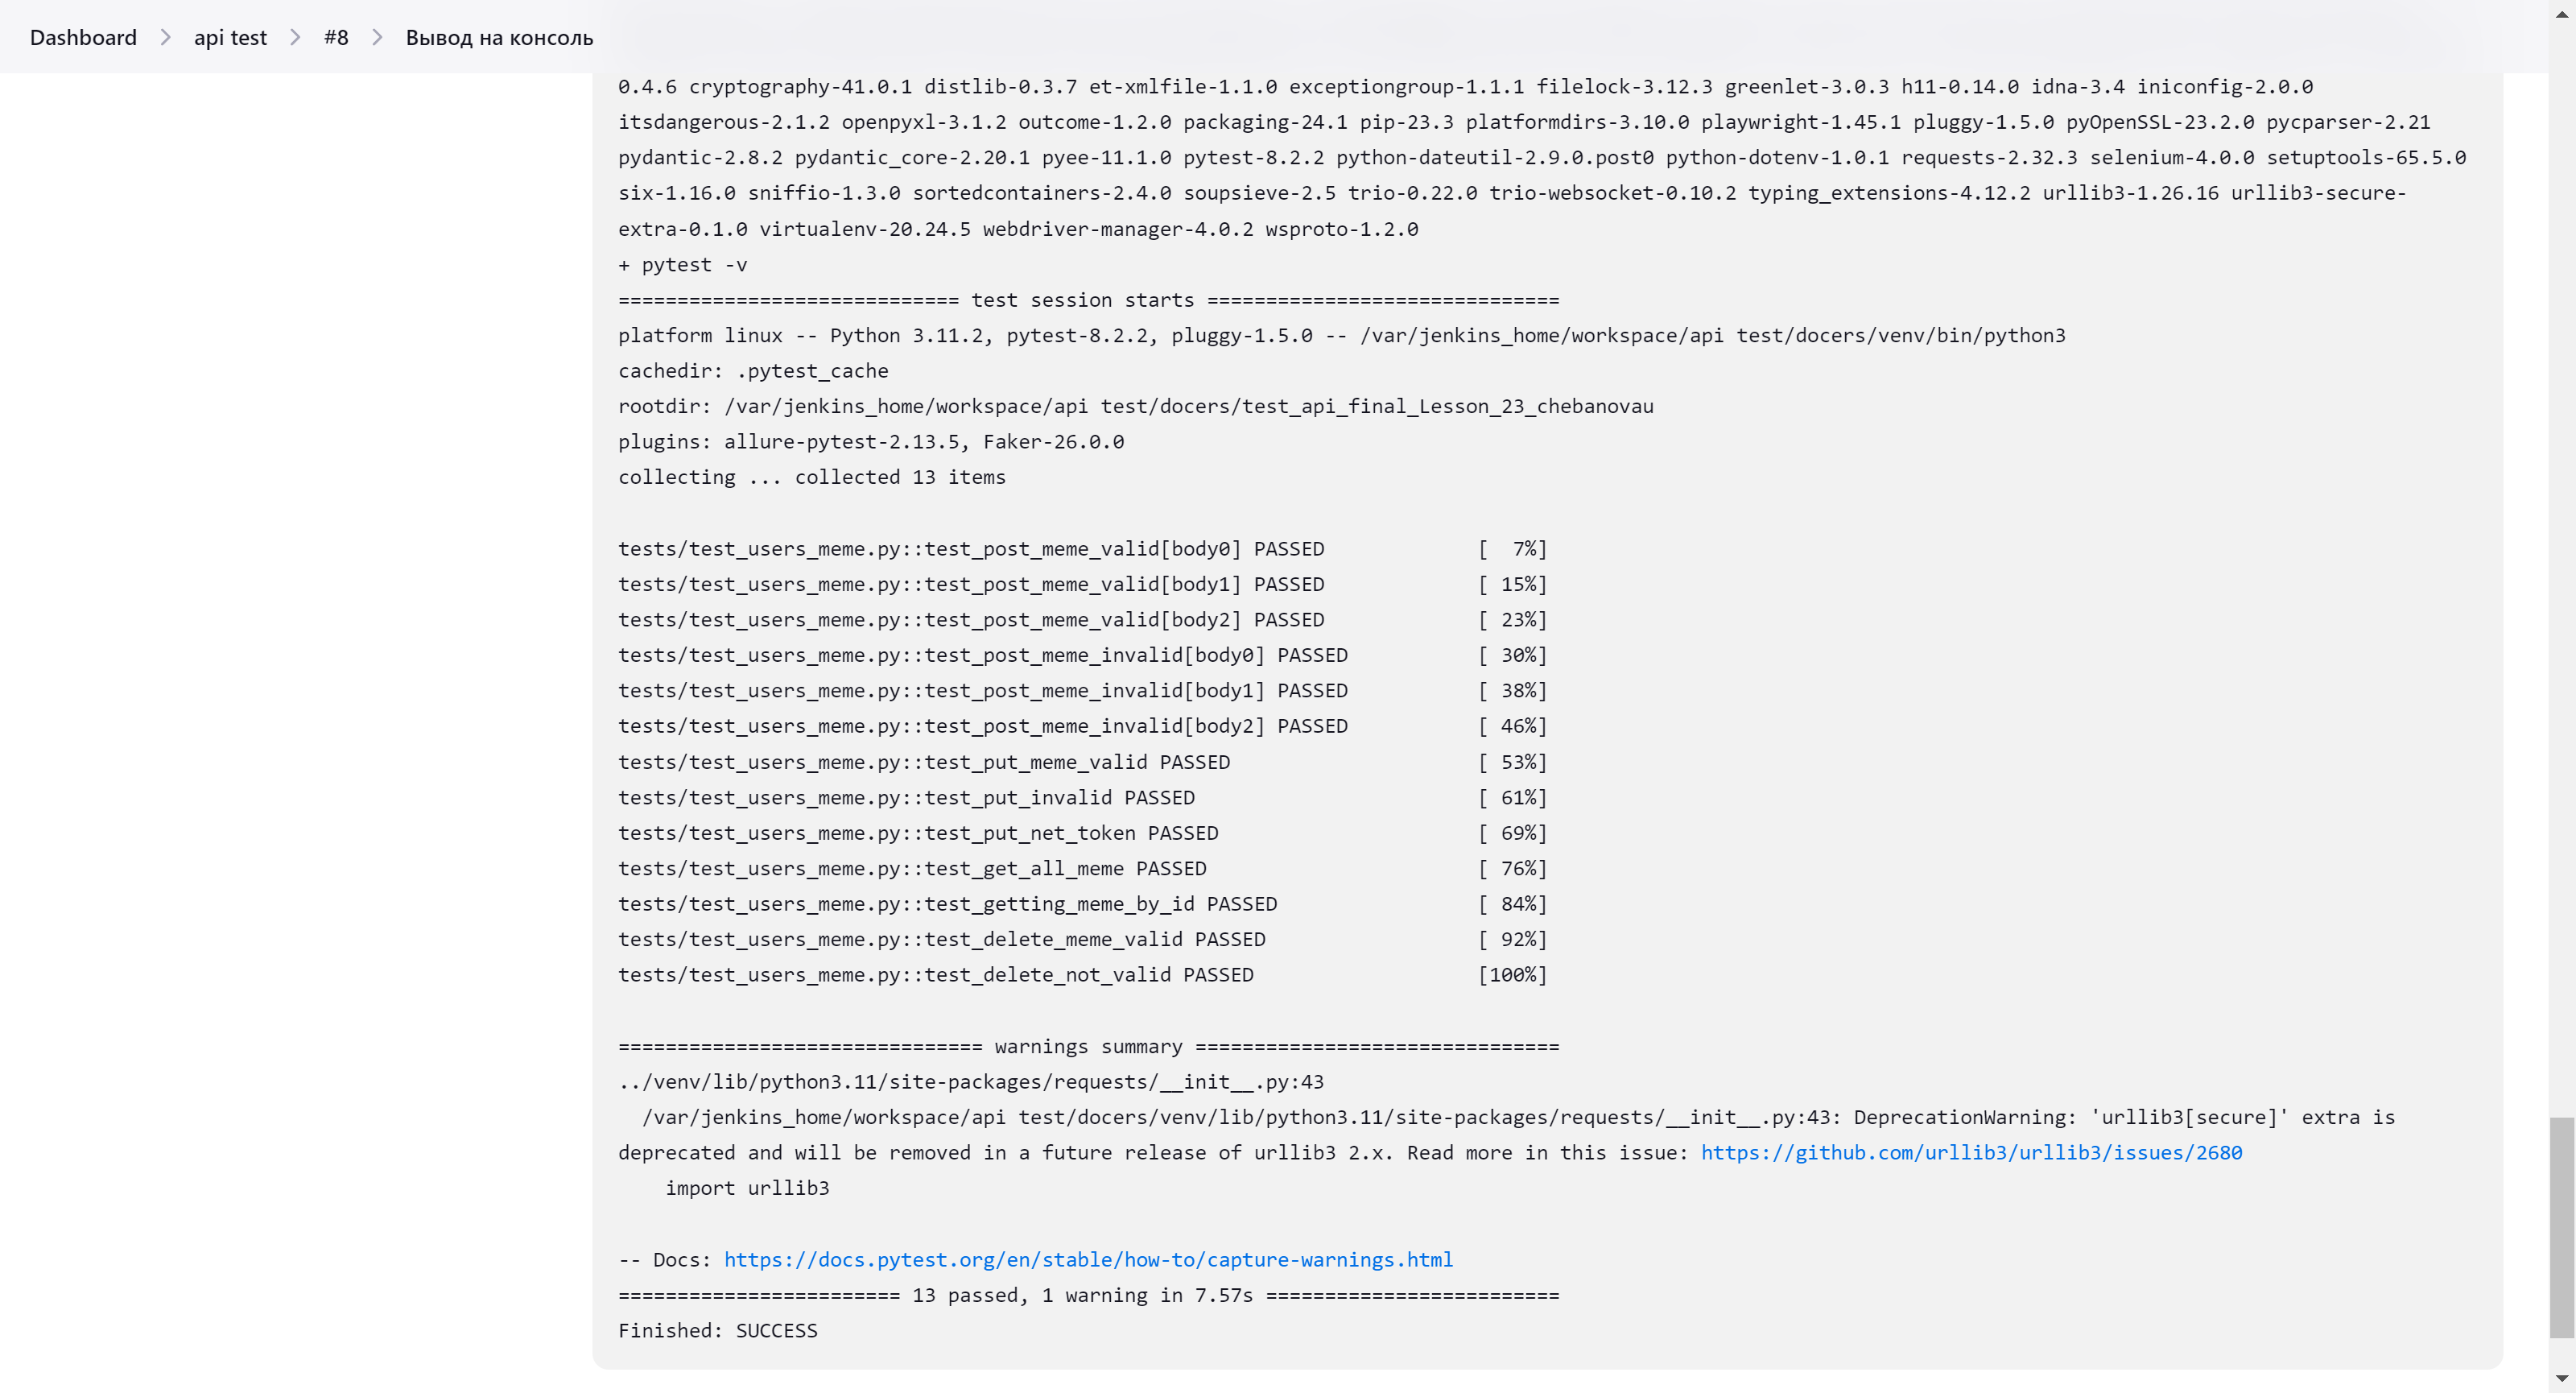 Dashboard > api test > #8 > Вывод на консоль
0.4.6 cryptography-41.0.1 distlib-0.3.7 et-xmlfile-1.1.0 exceptiongroup-1.1.1 filelock-3.12.3 greenlet-3.0.3 h11-0.14.0 idna-3.4 iniconfig-2.0.0
itsdangerous-2.1.2 openpyxl-3.1.2 outcome-1.2.0 packaging-24.1 pip-23.3 platformdirs-3.10.0 playwright-1.45.1 pluggy-1.5.0 pyOpenSSL-23.2.0 pycparser-2.21
pydantic-2.8.2 pydantic_core-2.20.1 pyee-11.1.0 pytest-8.2.2 python-dateutil-2.9.0.post0 python-dotenv-1.0.1 requests-2.32.3 selenium-4.0.0 setuptools-65.5.0
six-1.16.0 sniffio-1.3.0 sortedcontainers-2.4.0 soupsieve-2.5 trio-0.22.0 trio-websocket-0.10.2 typing_extensions-4.12.2 urllib3-1.26.16 urllib3-secure-
extra-0.1.0 virtualenv-20.24.5 webdriver-manager-4.0.2 wsproto-1.2.0
+ pytest -v
============================= test session starts ==============================
platform linux -- Python 3.11.2, pytest-8.2.2, pluggy-1.5.0 -- /var/jenkins_home/workspace/api test/docers/venv/bin/python3
cachedir: .pytest_cache
rootdir: /var/jenkins_home/workspace/api test/docers/test_api_final_Lesson_23_chebanovau
plugins: allure-pytest-2.13.5, Faker-26.0.0
collecting ... collected 13 items
tests/test_users_meme.py::test_post_meme_valid[body0] PASSED             [  7%]
tests/test_users_meme.py::test_post_meme_valid[body1] PASSED             [ 15%]
tests/test_users_meme.py::test_post_meme_valid[body2] PASSED             [ 23%]
tests/test_users_meme.py::test_post_meme_invalid[body0] PASSED           [ 30%]
tests/test_users_meme.py::test_post_meme_invalid[body1] PASSED           [ 38%]
tests/test_users_meme.py::test_post_meme_invalid[body2] PASSED           [ 46%]
tests/test_users_meme.py::test_put_meme_valid PASSED                     [ 53%]
tests/test_users_meme.py::test_put_invalid PASSED                        [ 61%]
tests/test_users_meme.py::test_put_net_token PASSED                      [ 69%]
tests/test_users_meme.py::test_get_all_meme PASSED                       [ 76%]
tests/test_users_meme.py::test_getting_meme_by_id PASSED                 [ 84%]
tests/test_users_meme.py::test_delete_meme_valid PASSED                  [ 92%]
tests/test_users_meme.py::test_delete_not_valid PASSED                   [100%]
=============================== warnings summary ===============================
../venv/lib/python3.11/site-packages/requests/__init__.py:43
  /var/jenkins_home/workspace/api test/docers/venv/lib/python3.11/site-packages/requests/__init__.py:43: DeprecationWarning: 'urllib3[secure]' extra is
deprecated and will be removed in a future release of urllib3 2.x. Read more in this issue: https://github.com/urllib3/urllib3/issues/2680
    import urllib3
-- Docs: https://docs.pytest.org/en/stable/how-to/capture-warnings.html
======================== 13 passed, 1 warning in 7.57s =========================
Finished: SUCCESS